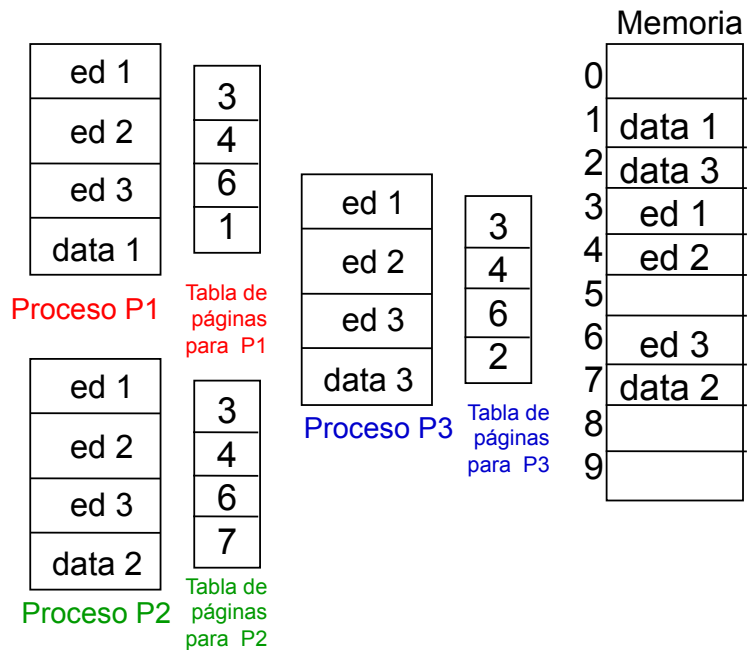 ed 1
ed 2
ed 3
data 1
Proceso P1
3
4
6
1
Tabla de
páginas
para P1
ed 1
ed 2
ed 3
data 2
Proceso P2
3
4
6
7
Tabla de
páginas
para P2
ed 1
ed 2
ed 3
data 3
Proceso P3
3
4
6
2
Tabla de
páginas
para P3
Memoria
0
1 data 1
2 data 3
3 ed 1
4 ed 2
5
6 ed 3
7 data 2
8
9